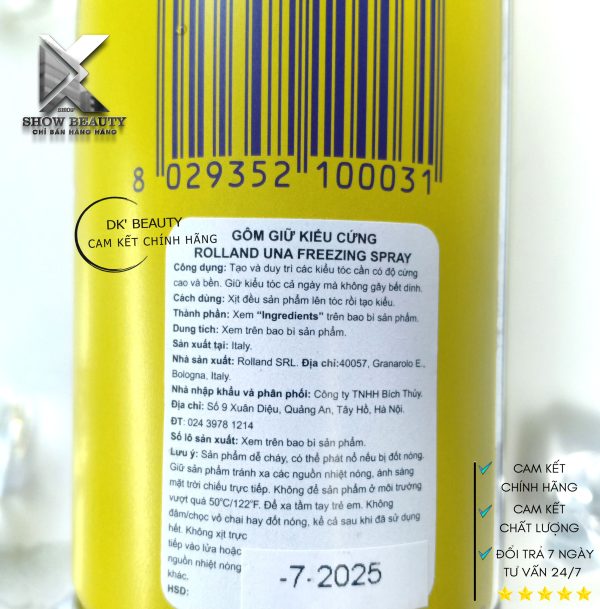 SHOP
SHOW BEAUTY
CHỈ BÁN HÀNG HÃNG
8 029352 100031
DK' BEAUTY
CAM KẾT CHÍNH HÃNG
GÔM GIỮ KIỂU CỨNG
ROLLAND UNA FREEZING SPRAY
Công dụng: Tạo và duy trì các kiểu tóc cần có độ cứng
cao và bền. Giữ kiểu tóc cả ngày mà không gây bết dính.
Cách dùng: Xịt đều sản phẩm lên tóc rồi tạo kiểu.
Thành phần: Xem "Ingredients" trên bao bì sản phẩm.
Dung tích: Xem trên bao bì sản phẩm.
Sản xuất tại: Italy.
Nhà sản xuất: Rolland SRL. Địa chỉ:40057, Granarolo E.,
Bologna, Italy.
Nhà nhập khẩu và phân phối: Công ty TNHH Bích Thủy.
Địa chỉ: Số 9 Xuân Diệu, Quảng An, Tây Hồ, Hà Nội.
ĐT: 024 3978 1214
Số lô sản xuất: Xem trên bao bì sản phẩm.
Lưu ý: Sản phẩm dễ cháy, có thể phát nổ nếu bị đốt nóng.
Giữ sản phẩm tránh xa các nguồn nhiệt nóng, ánh sáng
mặt trời chiếu trực tiếp. Không để sản phẩm ở môi trường
vượt quá 50°C/122°F. Để xa tầm tay trẻ em. Không
đâm/chọc vỏ chai hay đốt nóng, kể cả sau khi đã sử dụng
hết. Không xịt trực
tiếp vào lửa hoặc
nguồn nhiệt nóng
khác.
HSD:
-7-2025
CAM KẾT
CHÍNH HÃNG
CAM KẾT
CHẤT LƯỢNG
ĐỔI TRẢ 7 NGÀY
TƯ VẤN 24/7